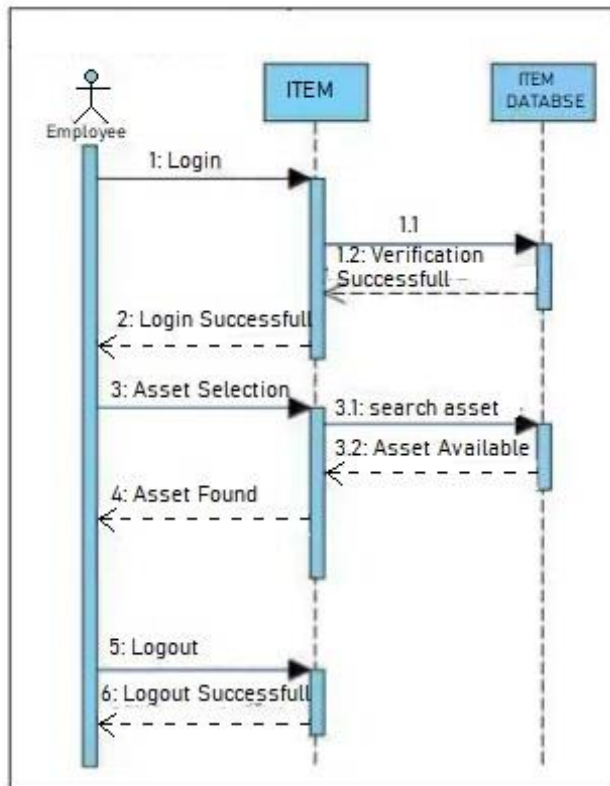 ITEM
ITEM
DATABSE
Employee
1: Login
1.1
1.2: Verification
Successfull
2: Login Successfull
3: Asset Selection
3.1: search asset
3.2: Asset Available
4: Asset Found
5: Logout
6: Logout Successfull